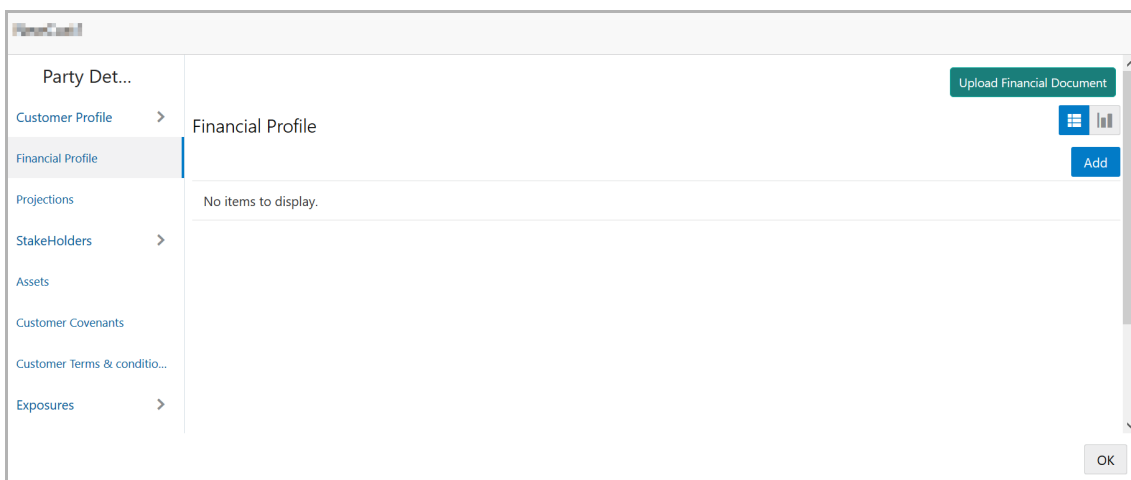 Party Det...
Upload Financial Document
Customer Profile
Financial Profile
Financial Profile
Add
Projections
No items to display.
StakeHolders
Assets
Customer Covenants
Customer Terms & conditio...
Exposures
OK